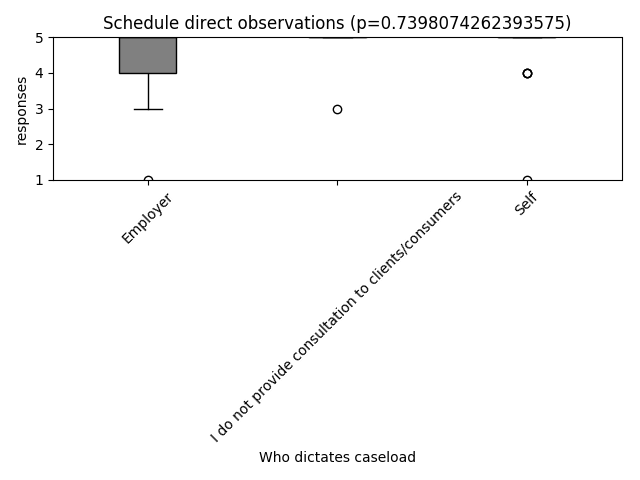 Schedule direct observations (p=0.7398074262393575)
responses
5
4
3
2
1
Employer
I do not provide consultation to clients/consumers
Self
Who dictates caseload